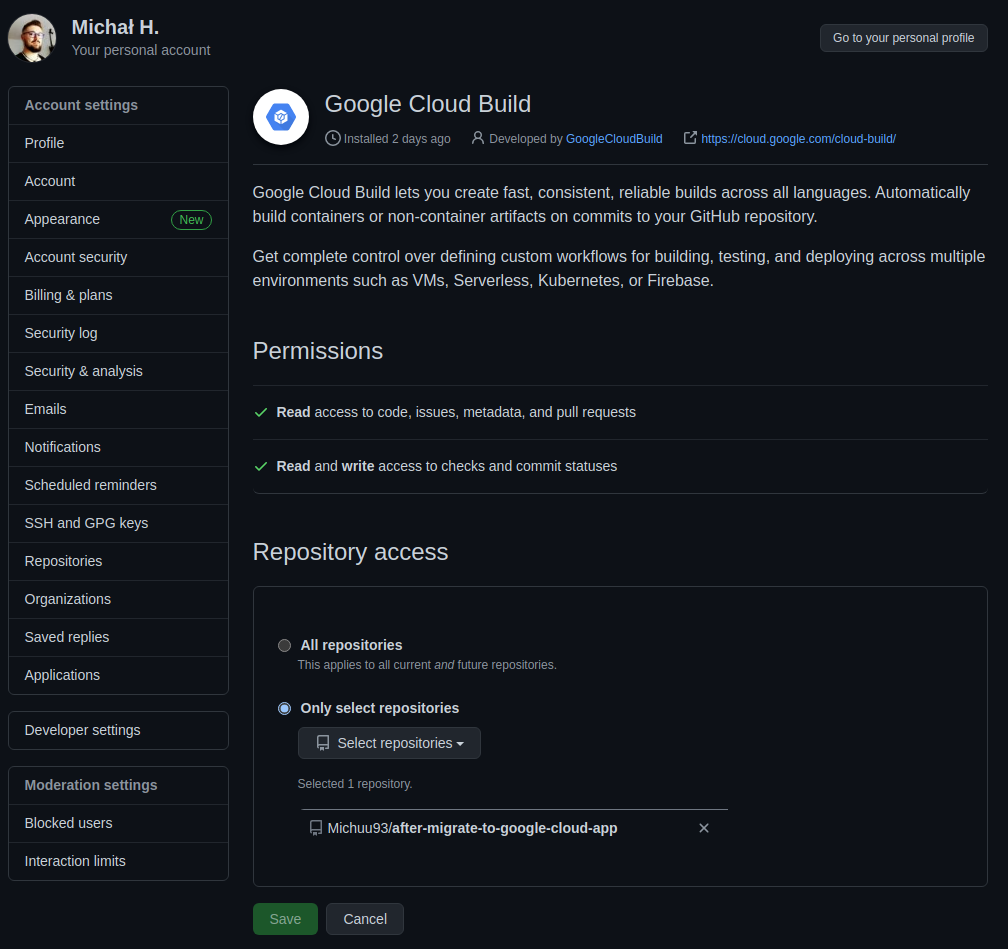 Michał H.
Your personal account
Go to your personal profile
Account settings
Profile
Account
Appearance New
Account security
Billing & plans
Security log
Security & analysis
Emails
Notifications
Scheduled reminders
SSH and GPG keys
Repositories
Organizations
Saved replies
Applications
Developer settings
Moderation settings
Blocked users
Interaction limits
Google Cloud Build
Installed 2 days ago Developed by GoogleCloudBuild https://cloud.google.com/cloud-build/
Google Cloud Build lets you create fast, consistent, reliable builds across all languages. Automatically
build containers or non-container artifacts on commits to your GitHub repository.
Get complete control over defining custom workflows for building, testing, and deploying across multiple
environments such as VMs, Serverless, Kubernetes, or Firebase.
Permissions
Read access to code, issues, metadata, and pull requests
Read and write access to checks and commit statuses
Repository access
All repositories
This applies to all current and future repositories.
Only select repositories
Select repositories
Selected 1 repository.
Michuu93/after-migrate-to-google-cloud-app
Save Cancel